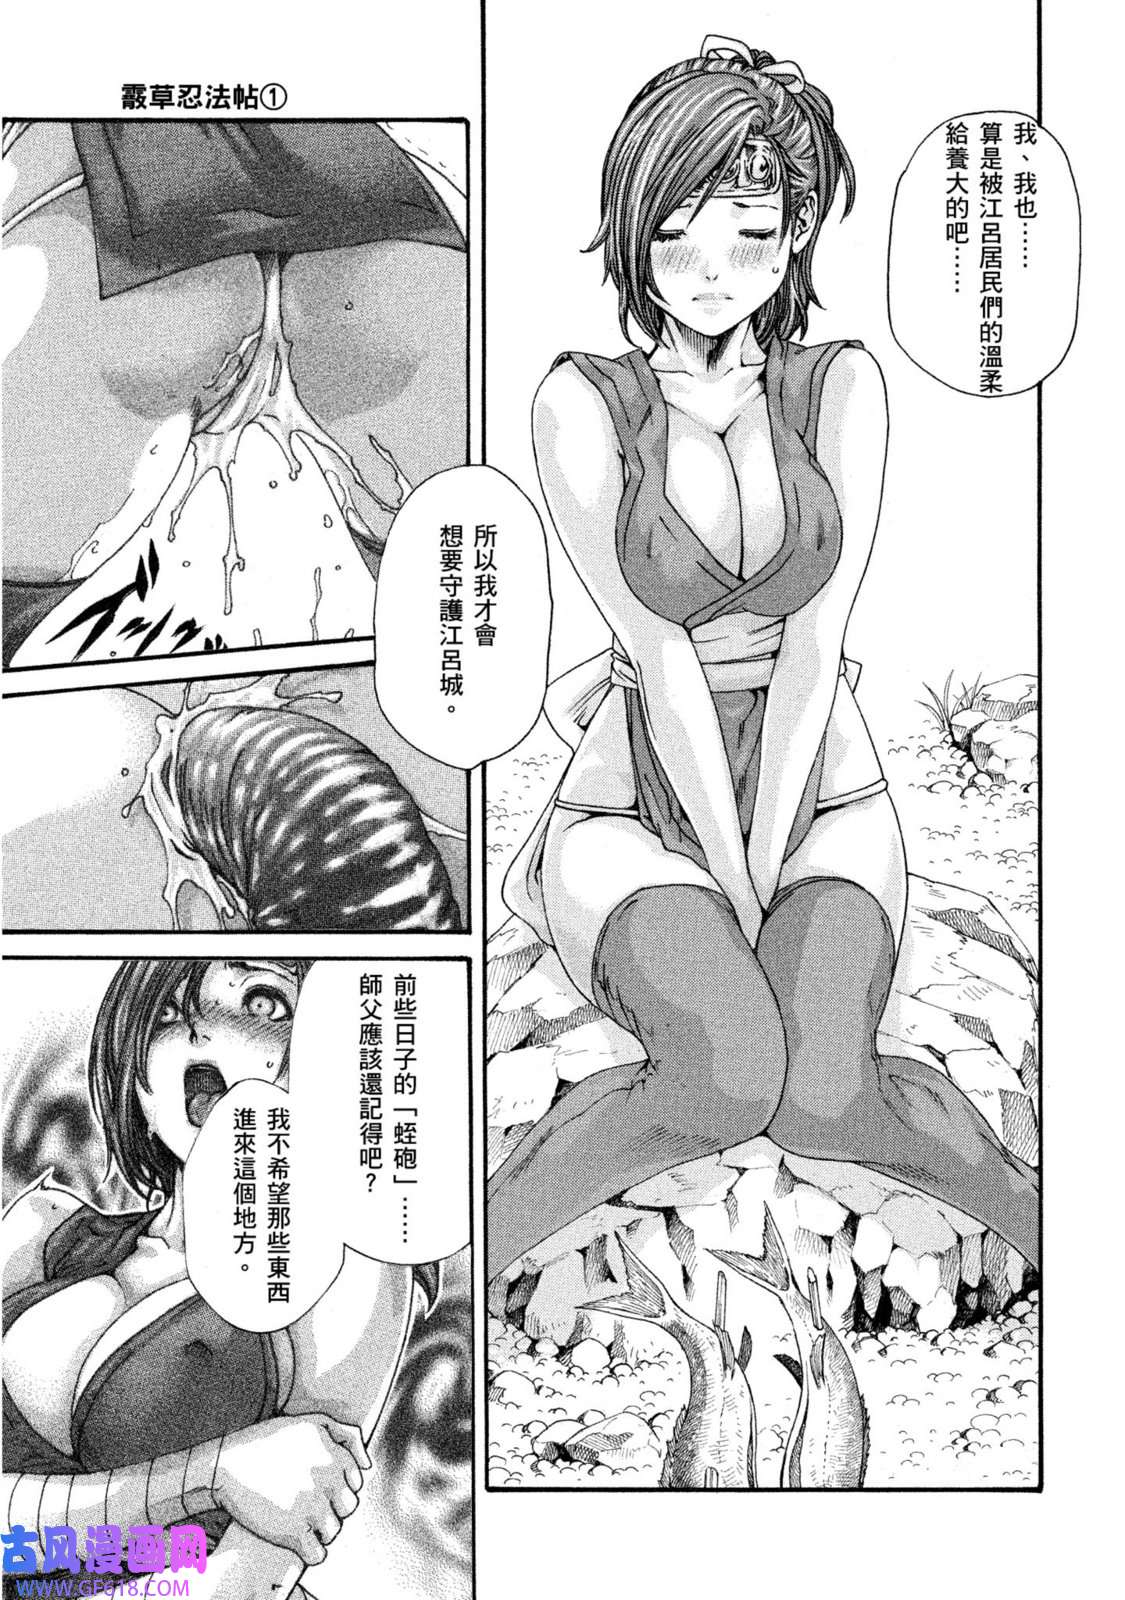 霞草忍法帖①
我、我也……
算是被江呂居民們的溫柔
給養大的吧……
所以我才會
想要守護江呂城。
前些日子的「蛭砲」……
師父應該還記得吧？
我不希望那些東西
進來這個地方。
古风漫画网
WWW.GF618.COM